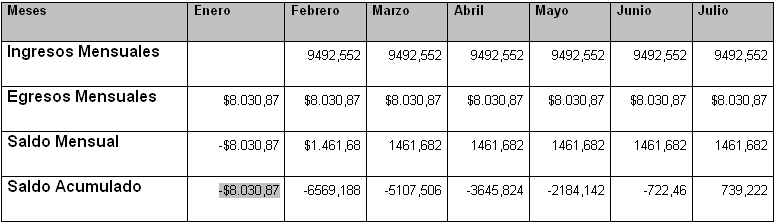 Meses Enero Febrero Marzo Abril Mayo Junio Julio
Ingresos Mensuales 9492,552 9492,552 9492,552 9492,552 9492,552 9492,552
Egresos Mensuales $8.030,87 $8.030,87 $8.030,87 $8.030,87 $8.030,87 $8.030,87 $8.030,87
Saldo Mensual -$8.030,87 $1.461,68 1461,682 1461,682 1461,682 1461,682 1461,682
Saldo Acumulado -$8.030,87 -6569,188 -5107,506 -3645,824 -2184,142 -722,46 739,222